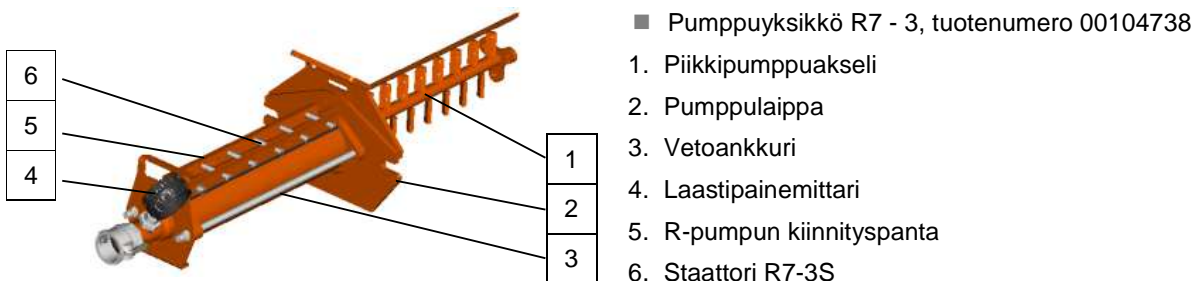 6
5
4
1
2
3
■ Pumppuyksikkö R7 - 3, tuotenumero 00104738
1. Piikkipumppuakseli
2. Pumppulaippa
3. Vetoankkuri
4. Laastipainemittari
5. R-pumpun kiinnityspanta
6. Staattori R7-3S